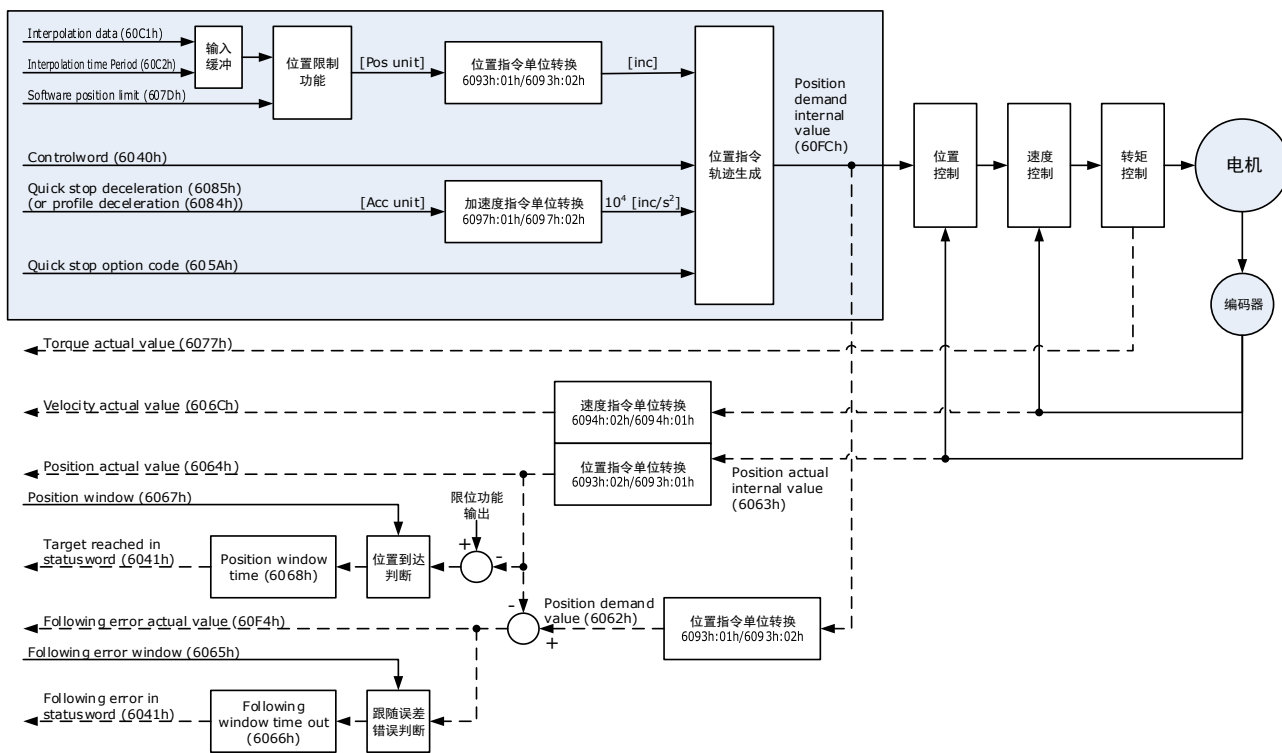 Interpolation data (60C1h)
Interpolation time Period (60C2h)
Software position limit (607Dh)
输入
缓冲
位置限制
功能
[Pos unit]
位置指令单位转换
6093h:01h/6093h:02h
[inc]
Controlword (6040h)
Quick stop deceleration (6085h)
(or profile deceleration (6084h))
[Acc unit]
加速度指令单位转换
6097h:01h/6097h:02h
10⁴ [inc/s²]
Quick stop option code (605Ah)
位置指令
轨迹生成
Position
demand
internal
value
(60FCh)
位置
控制
速度
控制
转矩
控制
电机
编码器
Torque actual value (6077h)
Velocity actual value (606Ch)
速度指令单位转换
6094h:02h/6094h:01h
Position actual value (6064h)
位置指令单位转换
6093h:02h/6093h:01h
Position actual
internal value
(6063h)
Position window (6067h)
限位功能
输出
+
-
Target reached in
statusword (6041h)
Position window
time (6068h)
位置到达
判断
-
+
Following error actual value (60F4h)
Position demand
value (6062h)
位置指令单位转换
6093h:01h/6093h:02h
Following error window (6065h)
Following error in
statusword (6041h)
Following
window time out
(6066h)
跟随误差
错误判断